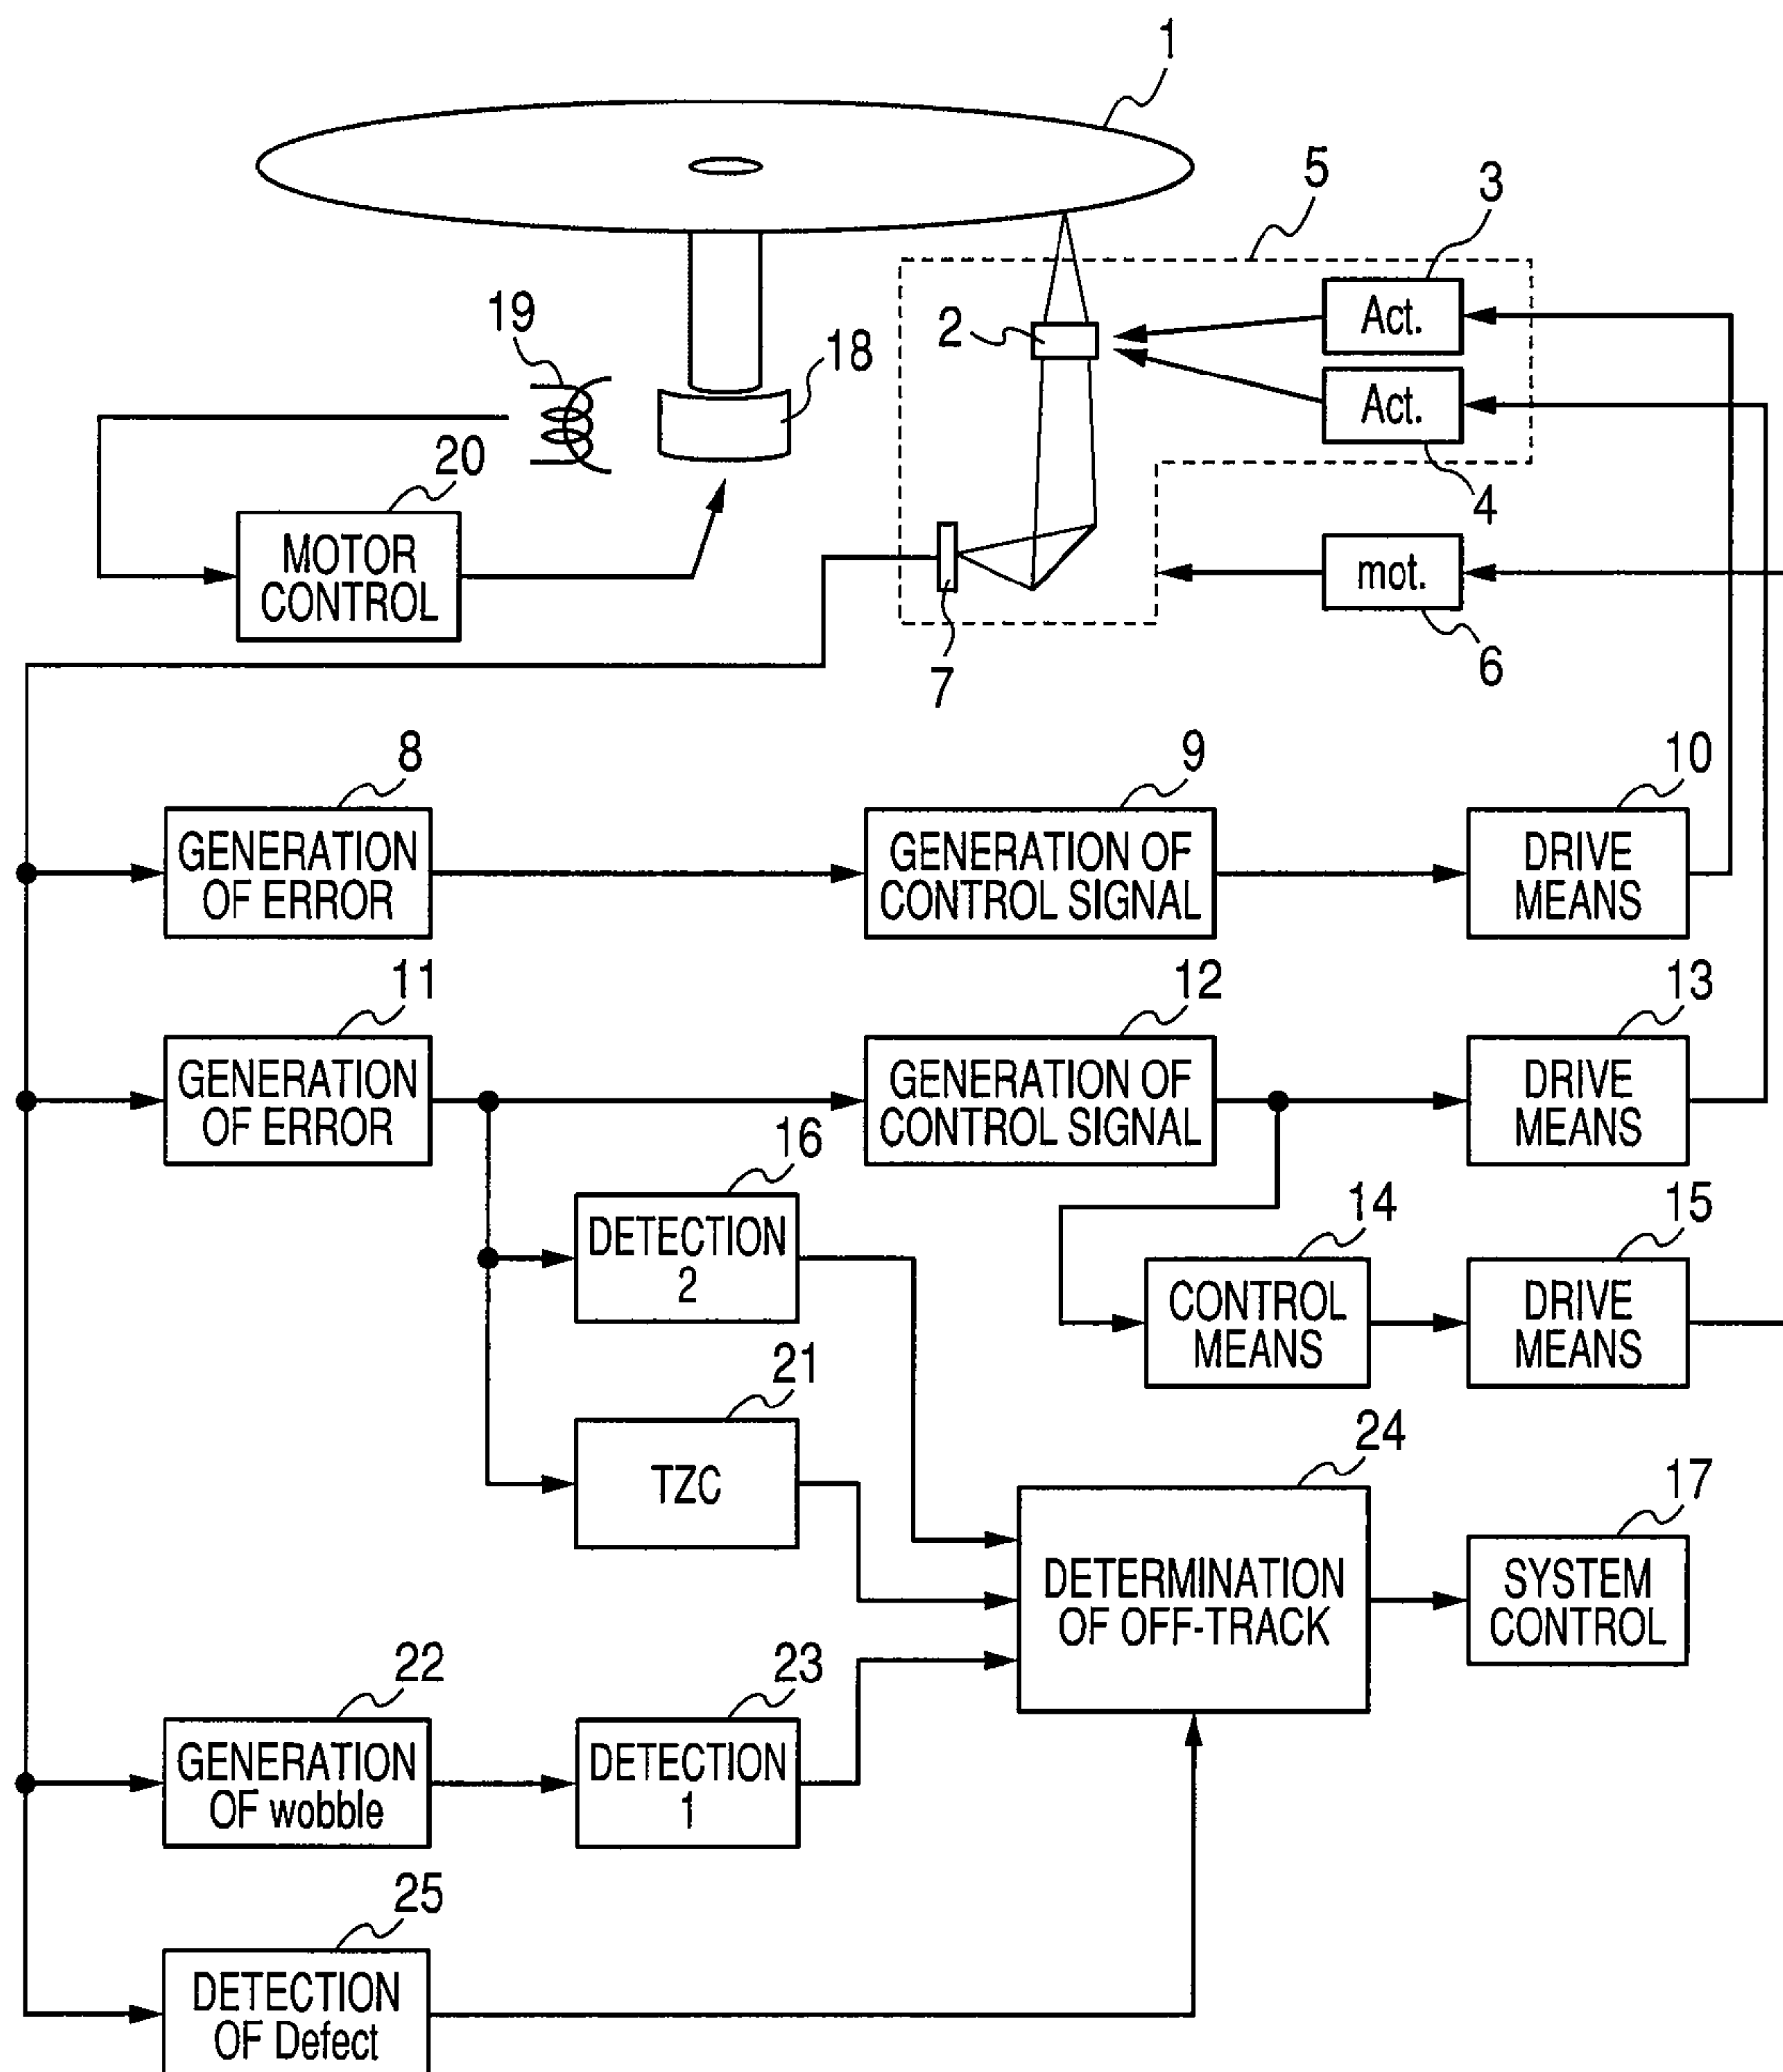 1
5
3
Act.
2
19
18
Act.
4
20
MOTOR
CONTROL
mot.
6
7
8
GENERATION
OF ERROR
9
GENERATION OF
CONTROL SIGNAL
10
DRIVE
MEANS
11
GENERATION
OF ERROR
12
GENERATION OF
CONTROL SIGNAL
13
DRIVE
MEANS
16
DETECTION
2
14
CONTROL
MEANS
15
DRIVE
MEANS
21
TZC
24
DETERMINATION
OF OFF-TRACK
17
SYSTEM
CONTROL
22
GENERATION
OF wobble
23
DETECTION
1
25
DETECTION
OF Defect